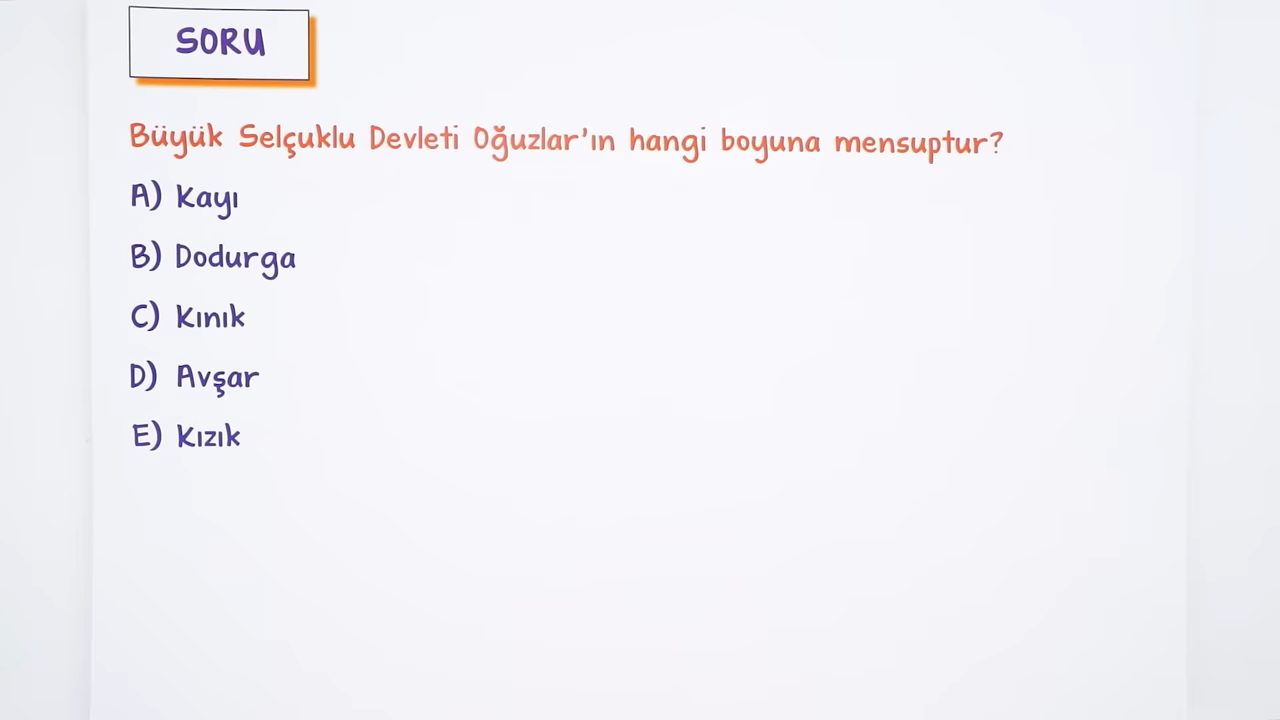 SORU
Büyük Selçuklu Devleti Oğuzlar'ın hangi boyuna mensuptur?
A) Kayı
B) Dodurga
C) Kınık
D) Avşar
E) Kızık